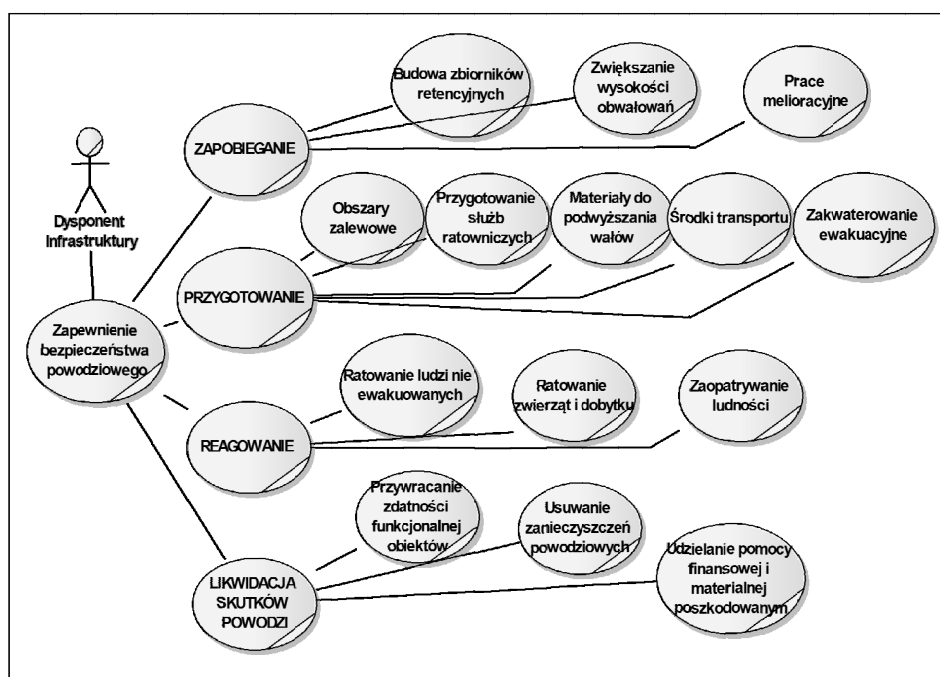 Budowa zbiorników
retencyjnych
Zwiększanie
wysokości
obwałowań
Prace
melioracyjne
ZAPOBIEGANIE
Dysponent
Infrastruktury
Obszary
zalewowe
Przygotowanie
służb
ratowniczych
Materiały do
podwyższania
wałów
Środki transportu
Zakwaterowanie
ewakuacyjne
PRZYGOTOWANIE
Zapewnienie
bezpieczeństwa
powodziowego
Ratowanie ludzi nie
ewakuowanych
Ratowanie
zwierząt i dobytku
Zaopatrywanie
ludności
REAGOWANIE
Przywracanie
zdatności
funkcjonalnej
obiektów
Usuwanie
zanieczyszczeń
powodziowych
Udzielanie pomocy
finansowej i
materialnej
poszkodowanym
LIKWIDACJA
SKUTKÓW
POWODZI